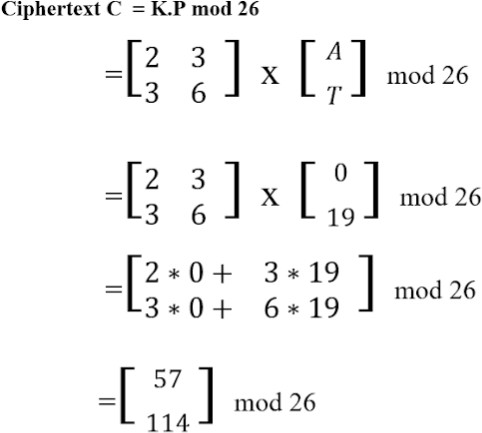 Ciphertext C = K.P mod 26
=[2 3 ] X [ A ] mod 26
3 6 T
=[2 3 ] X [ 0 ] mod 26
3 6 19
=[2 ∗ 0 + 3 ∗ 19 ] mod 26
3 ∗ 0 + 6 ∗ 19
=[ 57 ] mod 26
114